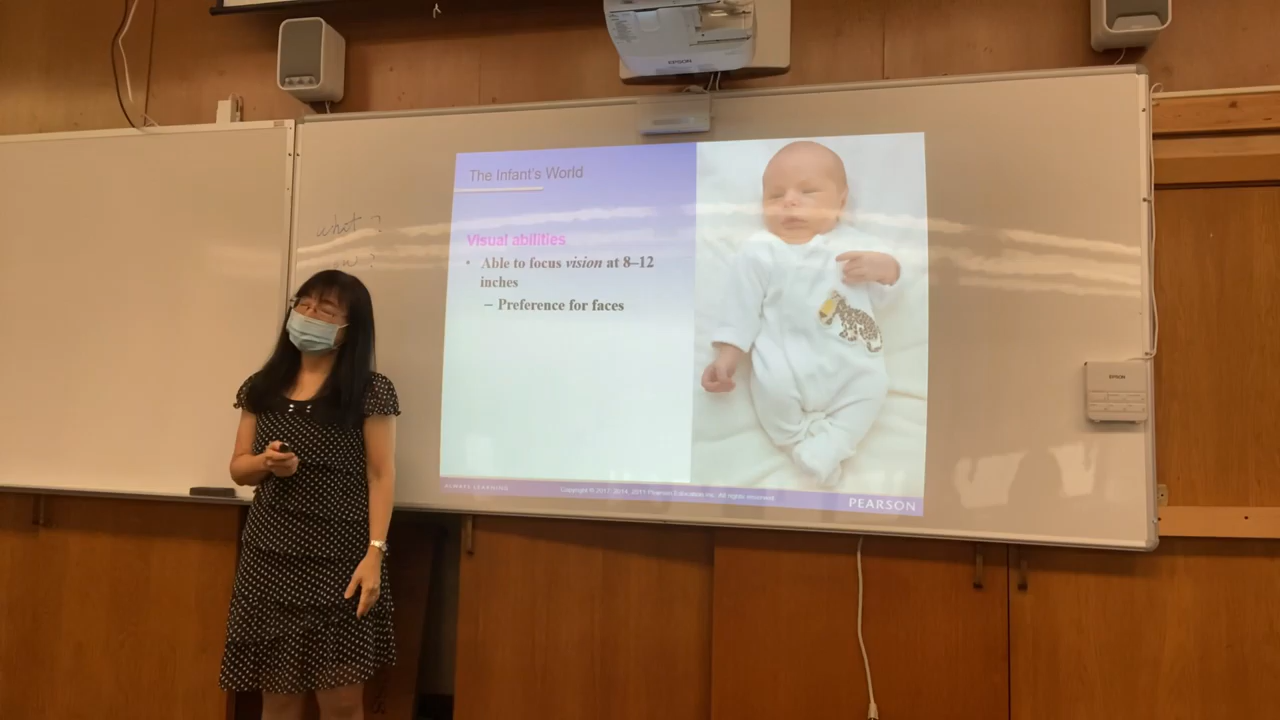 EPSON
The Infant's World
what ?
?
Visual abilities
• Able to focus vision at 8–12
inches
– Preference for faces
EPSON
ALWAYS LEARNING
Copyright © 2017, 2014, 2011 Pearson Education Inc. All rights reserved.
PEARSON